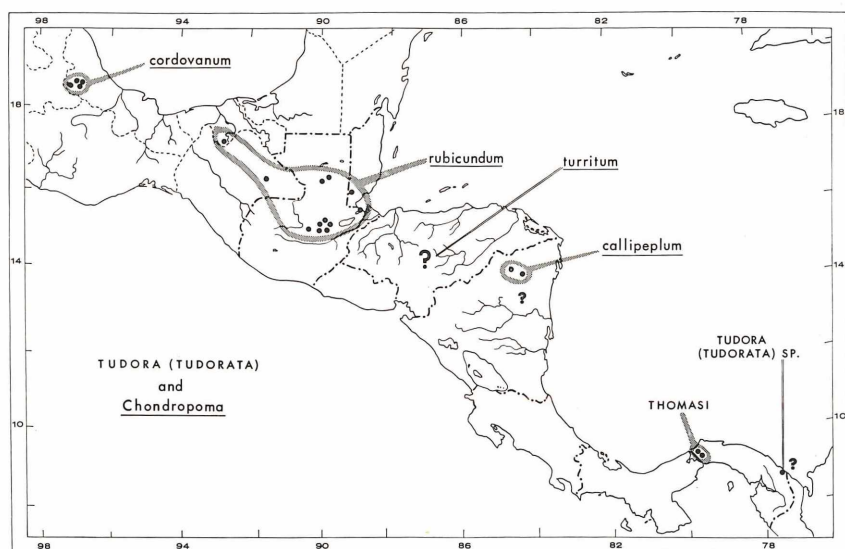 98 94 90 86 82 78
cordovanum
18 18
rubicundum
turritum
?
callipeplum
14 14
?
TUDORA (TUDORATA)
and
Chondropoma
TUDORA
(TUDORATA) SP.
THOMASI
10 10
?
98 94 90 86 82 78